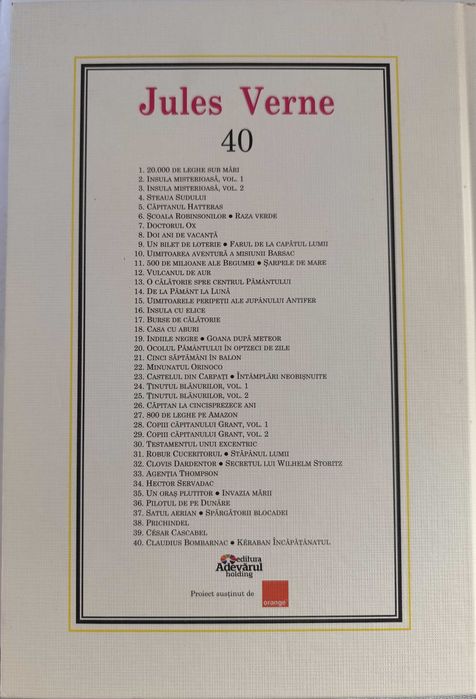 Jules Verne
40
1. 20.000 DE LEGHE SUB MĂRI
2. INSULA MISTERIOASĂ, VOL. 1
3. INSULA MISTERIOASĂ, VOL. 2
4. STEAUA SUDULUI
5. CĂPITANUL HATTERAS
6. ȘCOALA ROBINSONILOR ● RAZA VERDE
7. DOCTORUL OX
8. DOI ANI DE VACANȚĂ
9. UN BILET DE LOTERIE ● FARUL DE LA CAPĂTUL LUMII
10. UIMITOAREA AVENTURĂ A MISIUNII BARSAC
11. 500 DE MILIOANE ALE BEGUMEI ● ȘARPELE DE MARE
12. VULCANUL DE AUR
13. O CĂLĂTORIE SPRE CENTRUL PĂMÂNTULUI
14. DE LA PĂMÂNT LA LUNĂ
15. UIMITOARELE PERIPEȚII ALE JUPÂNULUI ANTIFER
16. INSULA CU ELICE
17. BURSE DE CĂLĂTORIE
18. CASA CU ABURI
19. INDIILE NEGRE ● GOANA DUPĂ METEOR
20. OCOLUL PĂMÂNTULUI ÎN OPTZECI DE ZILE
21. CINCI SĂPTĂMÂNI ÎN BALON
22. MINUNATUL ORINOCO
23. CASTELUL DIN CARPAȚI ● ÎNTÂMPLĂRI NEOBIȘNUITE
24. ȚINUTUL BLĂNURILOR, VOL. 1
25. ȚINUTUL BLĂNURILOR, VOL. 2
26. CĂPITAN LA CINCISPREZECE ANI
27. 800 DE LEGHE PE AMAZON
28. COPIII CĂPITANULUI GRANT, VOL. 1
29. COPIII CĂPITANULUI GRANT, VOL. 2
30. TESTAMENTUL UNUI EXCENTRIC
31. ROBUR CUCERITORUL ● STĂPÂNUL LUMII
32. CLOVIS DARDENTOR ● SECRETUL LUI WILHELM STORITZ
33. AGENȚIA THOMPSON
34. HECTOR SERVADAC
35. UN ORAȘ PLUTITOR ● INVAZIA MĂRII
36. PILOTUL DE PE DUNĂRE
37. SATUL AERIAN ● SPĂRGĂTORII BLOCADEI
38. PRICHINDEL
39. CÉSAR CASCABEL
40. CLAUDIUS BOMBARNAC ● KÉRABAN ÎNCĂPĂȚÂNATUL
editura
Adevărul
holding
Proiect susținut de
orange